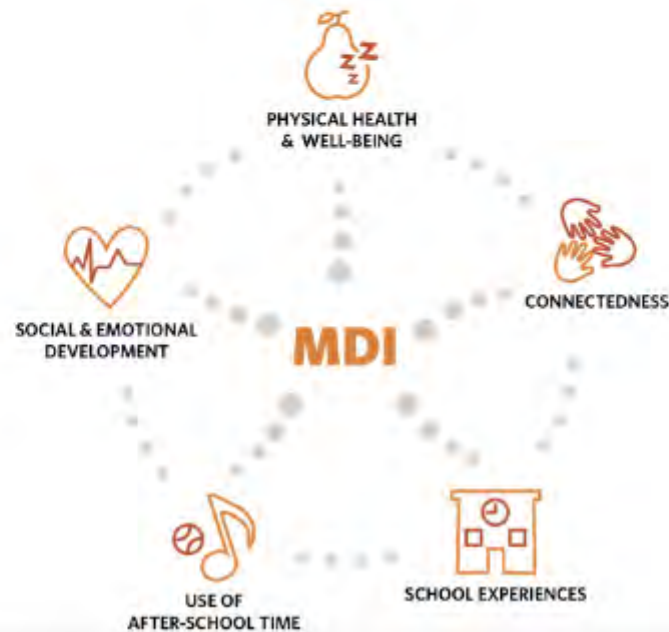 z z z
PHYSICAL HEALTH
& WELL-BEING
CONNECTEDNESS
SOCIAL & EMOTIONAL
DEVELOPMENT
MDI
USE OF
AFTER-SCHOOL TIME
SCHOOL EXPERIENCES